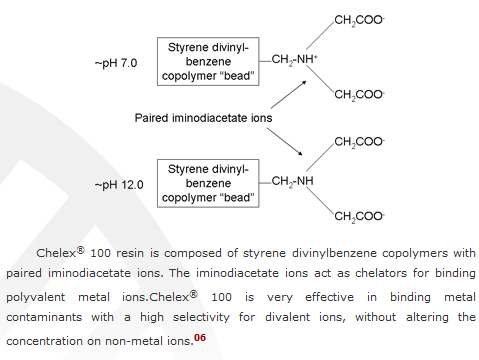 CH2COO-
Styrene divinyl-
benzene
copolymer “bead”
~pH 7.0
CH2-NH+
CH2COO-
Paired iminodiacetate ions
CH2COO-
Styrene divinyl-
benzene
copolymer “bead”
~pH 12.0
CH2-NH
CH2COO-
Chelex® 100 resin is composed of styrene divinylbenzene copolymers with
paired iminodiacetate ions. The iminodiacetate ions act as chelators for binding
polyvalent metal ions.Chelex® 100 is very effective in binding metal
contaminants with a high selectivity for divalent ions, without altering the
concentration on non-metal ions.06